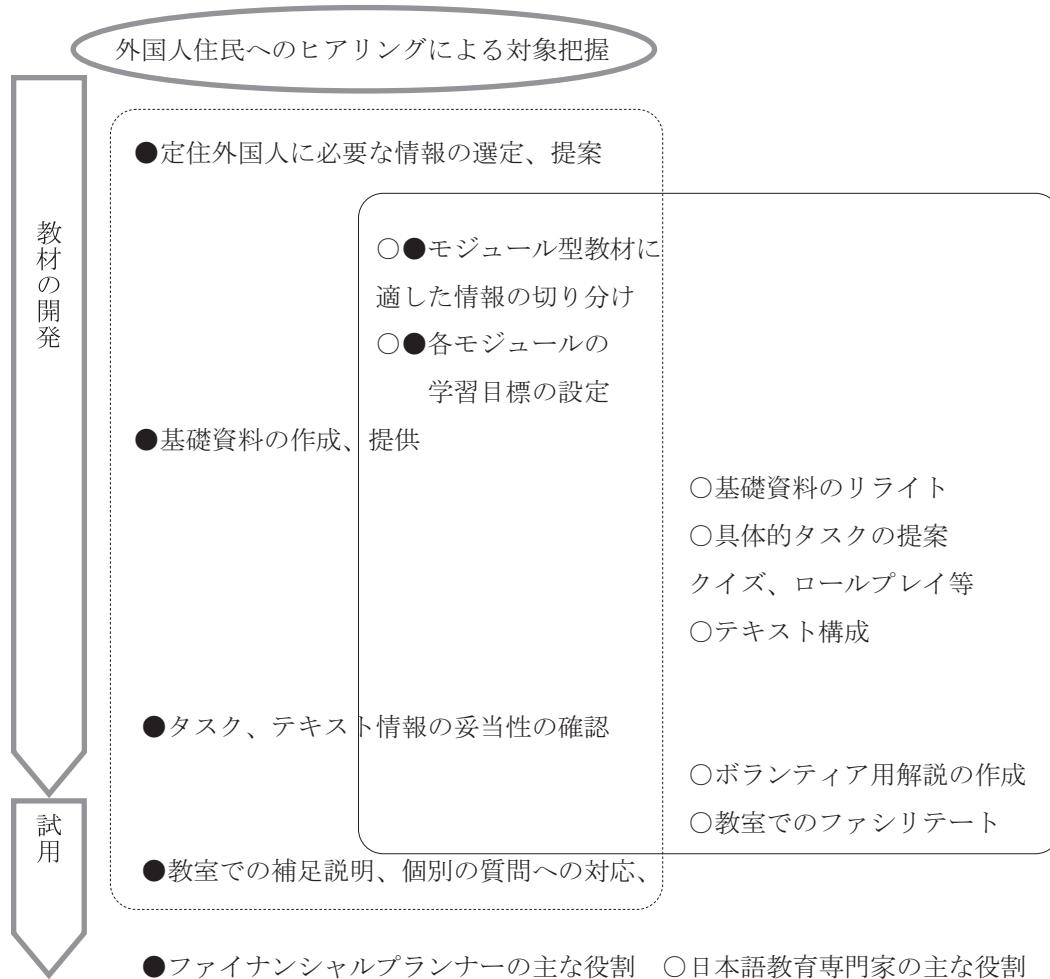 外国人住民へのヒアリングによる対象把握
教材の開発
●定住外国人に必要な情報の選定、提案
○●モジュール型教材に
適した情報の切り分け
○●各モジュールの
学習目標の設定
●基礎資料の作成、提供
○基礎資料のリライト
○具体的タスクの提案
クイズ、ロールプレイ等
○テキスト構成
●タスク、テキスト情報の妥当性の確認
○ボランティア用解説の作成
試用
○教室でのファシリテート
●教室での補足説明、個別の質問への対応、
●ファイナンシャルプランナーの主な役割　○日本語教育専門家の主な役割